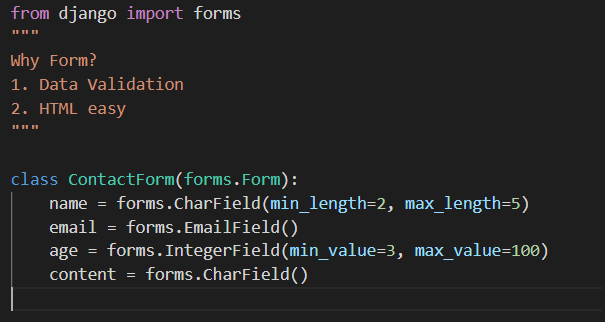 from django import forms
"""
Why Form?
1. Data Validation
2. HTML easy
"""
class ContactForm(forms.Form):
    name = forms.CharField(min_length=2, max_length=5)
    email = forms.EmailField()
    age = forms.IntegerField(min_value=3, max_value=100)
    content = forms.CharField()